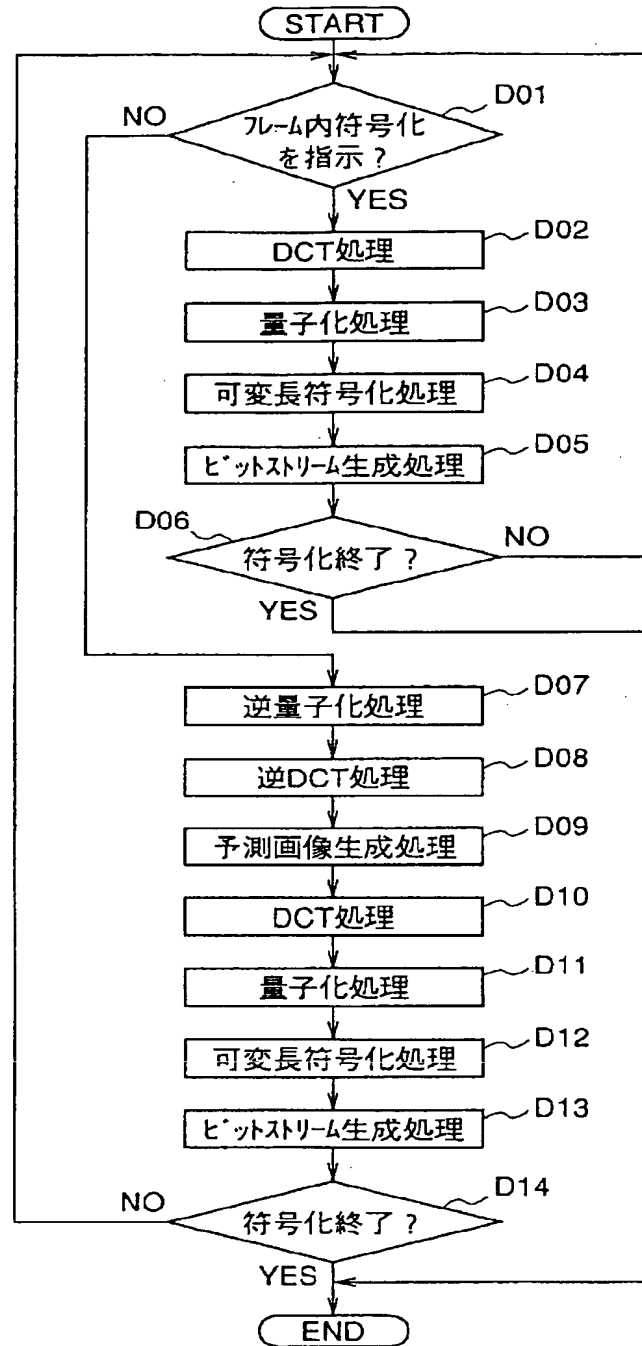 START
D01
NO
フレーム内符号化
を指示?
YES
D02
DCT処理
D03
量子化処理
D04
可変長符号化処理
D05
ビットストリーム生成処理
D06
符号化終了?
NO
YES
D07
逆量子化処理
D08
逆DCT処理
D09
予測画像生成処理
D10
DCT処理
D11
量子化処理
D12
可変長符号化処理
D13
ビットストリーム生成処理
D14
NO
符号化終了?
YES
END